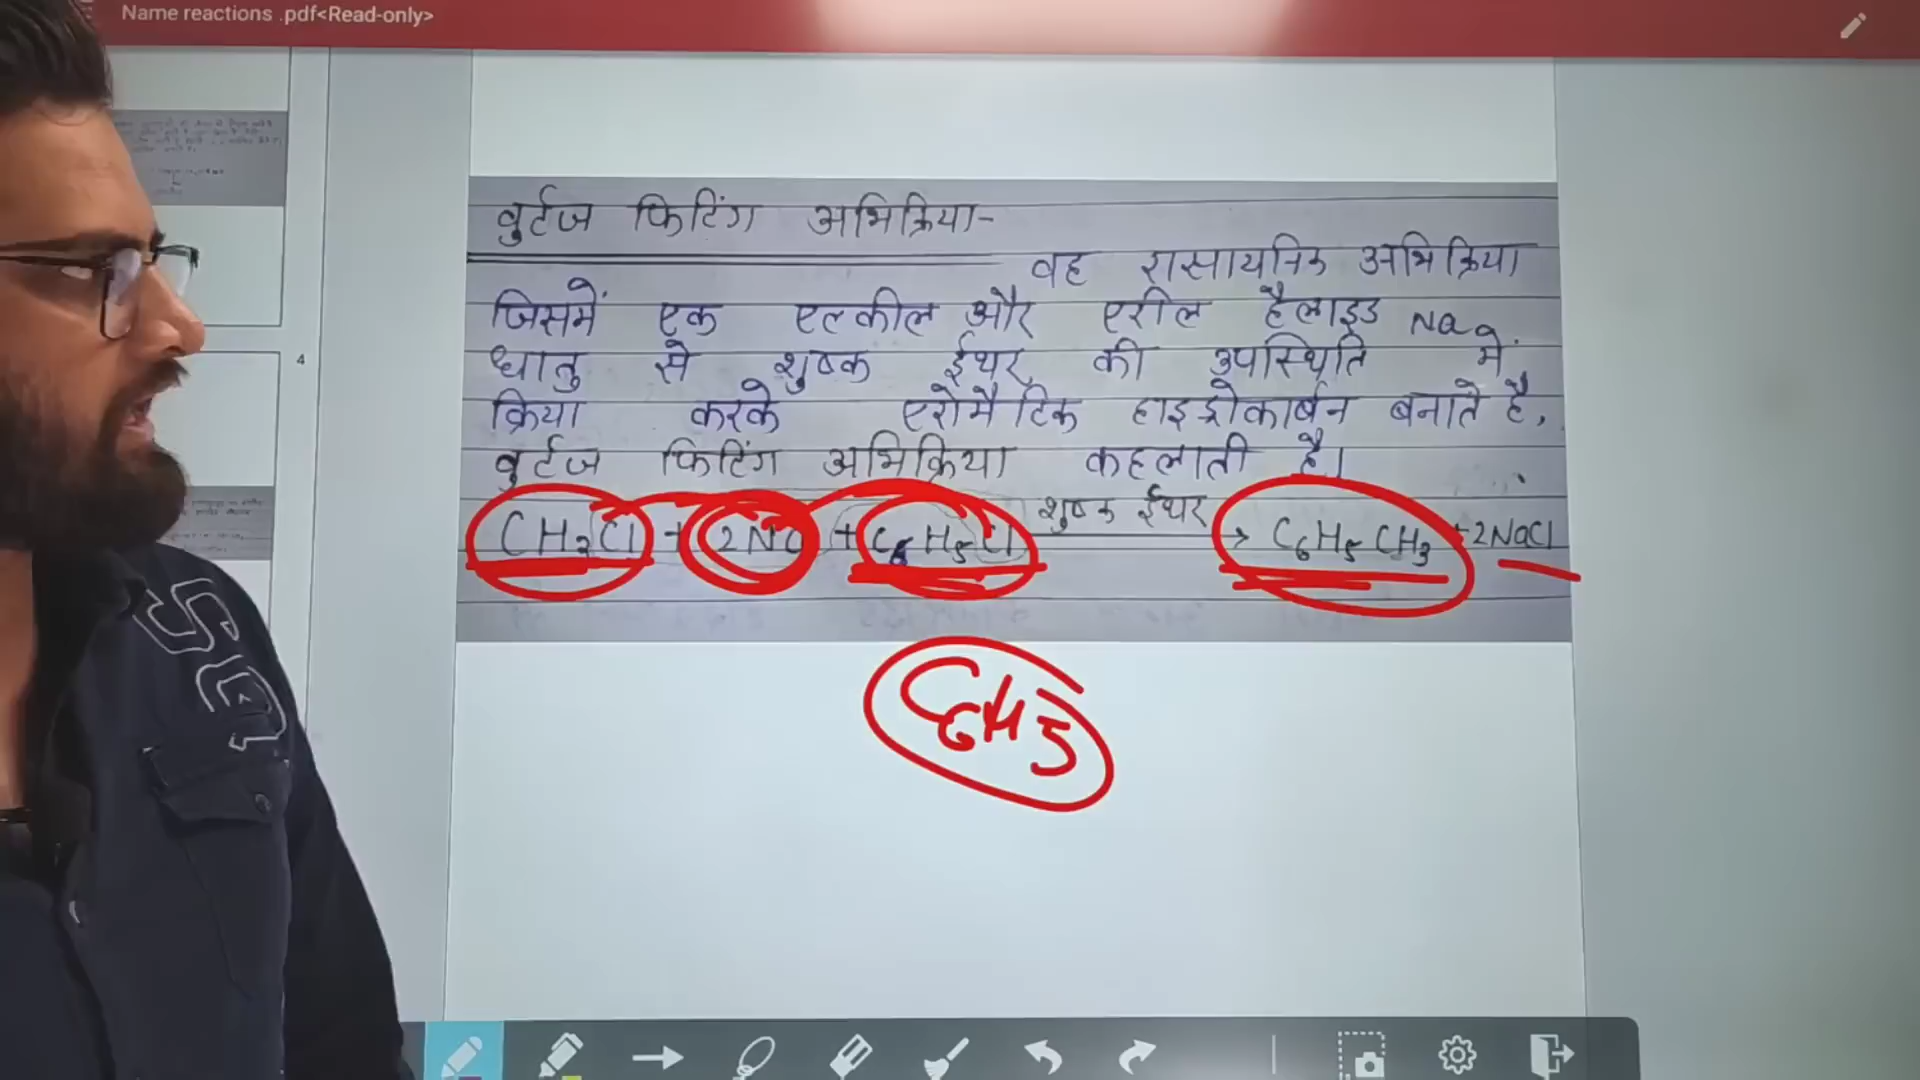 Name reactions .pdf<Read-only>
4
वुर्टज फिटिंग अभिक्रिया-
वह रासायनिक अभिक्रिया
जिसमें एक एल्कील और एरील हैलाइड Na
धातु से शुष्क ईथर की उपस्थिति में
क्रिया करके एरोमैटिक हाइड्रोकार्बन बनाते है,
वुर्टज फिटिंग अभिक्रिया कहलाती है।
शुष्क ईथर
CH3Cl + 2Na + C6H5Cl → C6H5CH3 + 2NaCl
C6H5